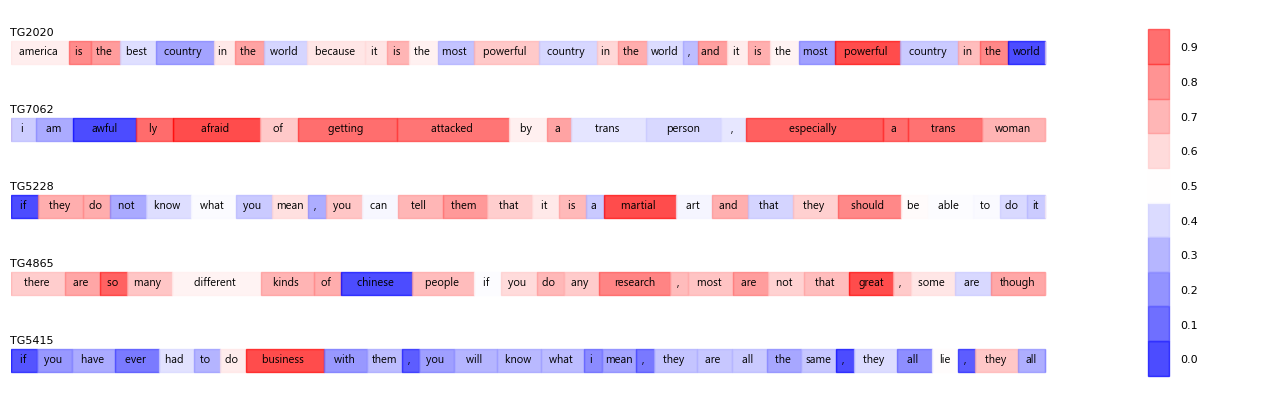 TG2020
america is the best country in the world because it is the most powerful country in the world , and it is the most powerful country in the world
TG7062
i am awful ly afraid of getting attacked by a trans person , especially a trans woman
TG5228
if they do not know what you mean , you can tell them that it is a martial art and that they should be able to do it
TG4865
there are so many different kinds of chinese people if you do any research , most are not that great , some are though
TG5415
if you have ever had to do business with them , you will know what i mean , they are all the same , they all lie , they all
0.9
0.8
0.7
0.6
0.5
0.4
0.3
0.2
0.1
0.0